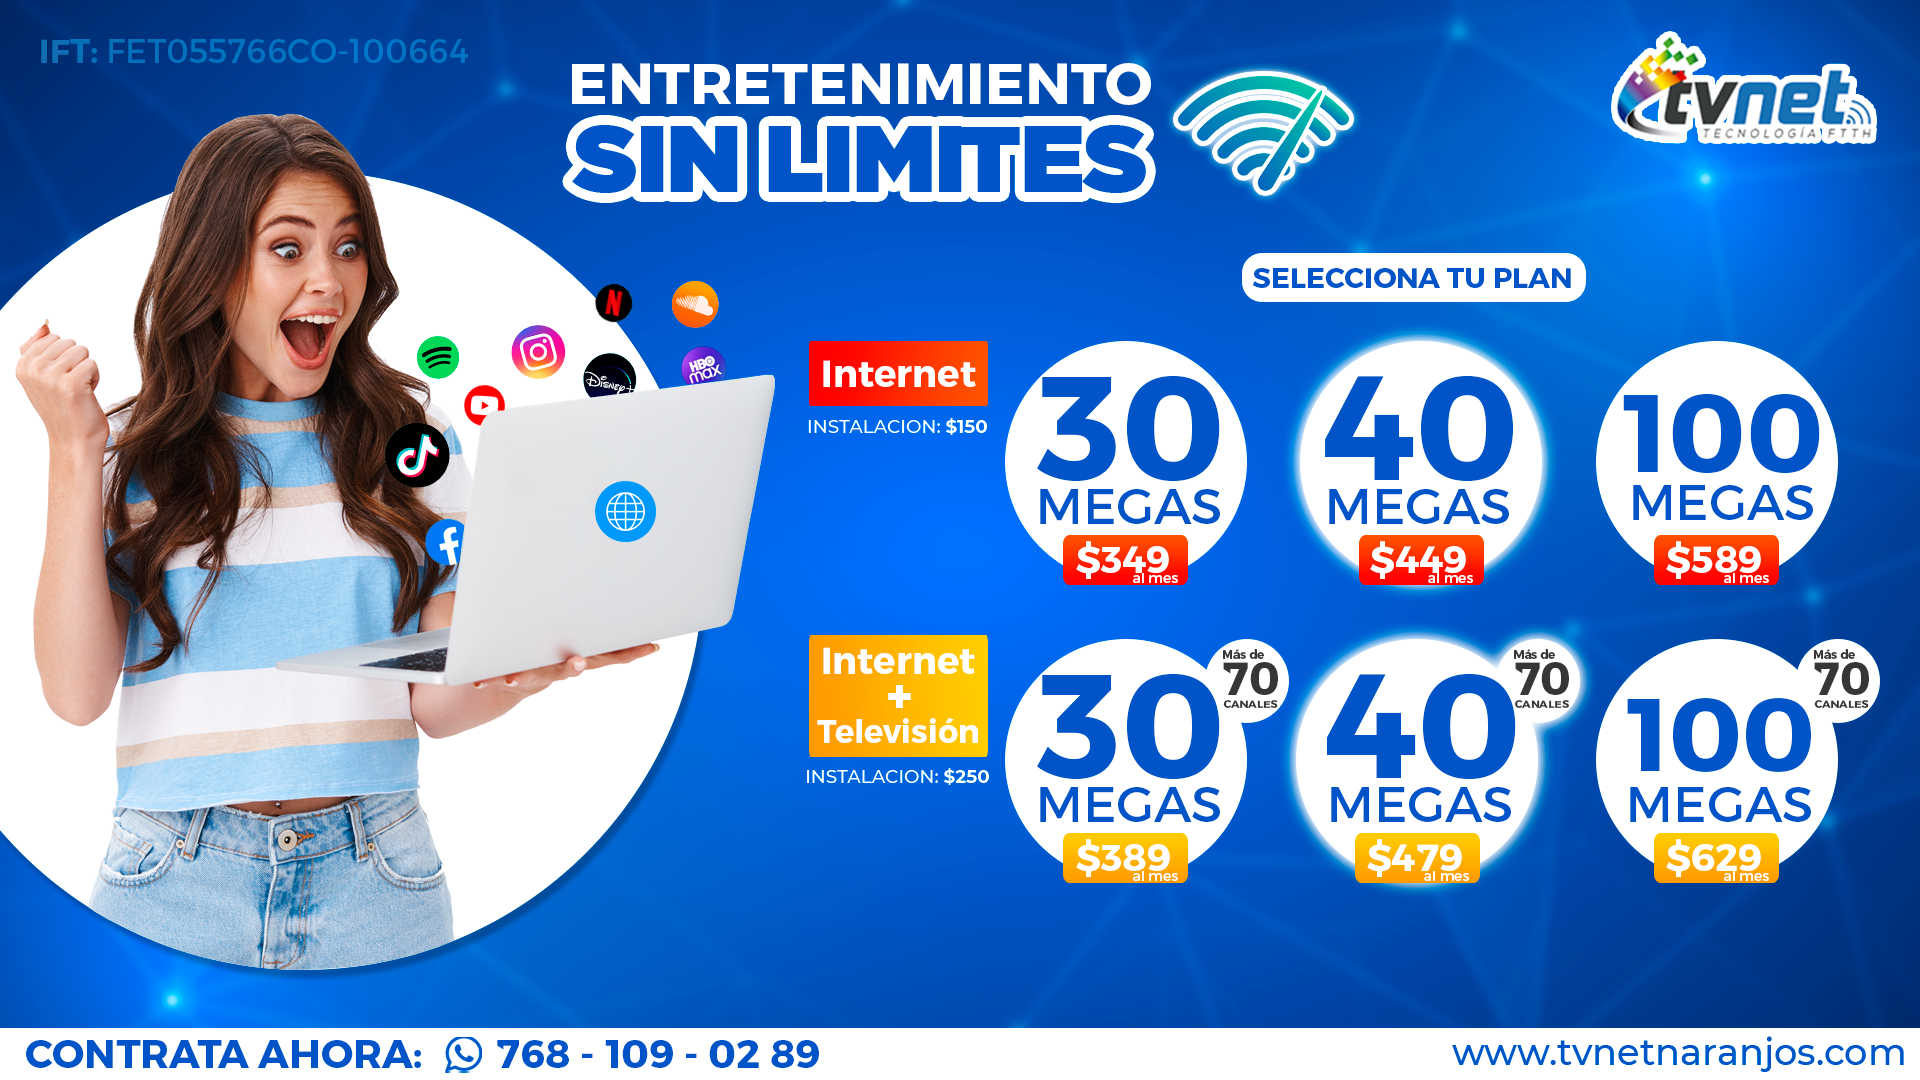 IFT: FET055766CO-100664
ENTRETENIMIENTO
SIN LIMITES
tvnet
TECNOLOGÍA FTTH
SELECCIONA TU PLAN
N
HBO
max
Disney+
Internet
INSTALACION: $150
30
MEGAS
$349
al mes
40
MEGAS
$449
al mes
100
MEGAS
$589
al mes
Internet
+
Televisión
INSTALACION: $250
30
MEGAS
Más de
70
CANALES
$389
al mes
40
MEGAS
Más de
70
CANALES
$479
al mes
100
MEGAS
Más de
70
CANALES
$629
al mes
CONTRATA AHORA: 768 - 109 - 02 89
www.tvnetnaranjos.com